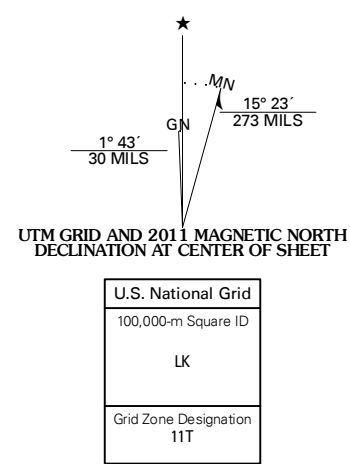 ★
MN
GN
15° 23´
273 MILS
1° 43´
30 MILS
UTM GRID AND 2011 MAGNETIC NORTH
DECLINATION AT CENTER OF SHEET
U.S. National Grid
100,000-m Square ID
LK
Grid Zone Designation
11T